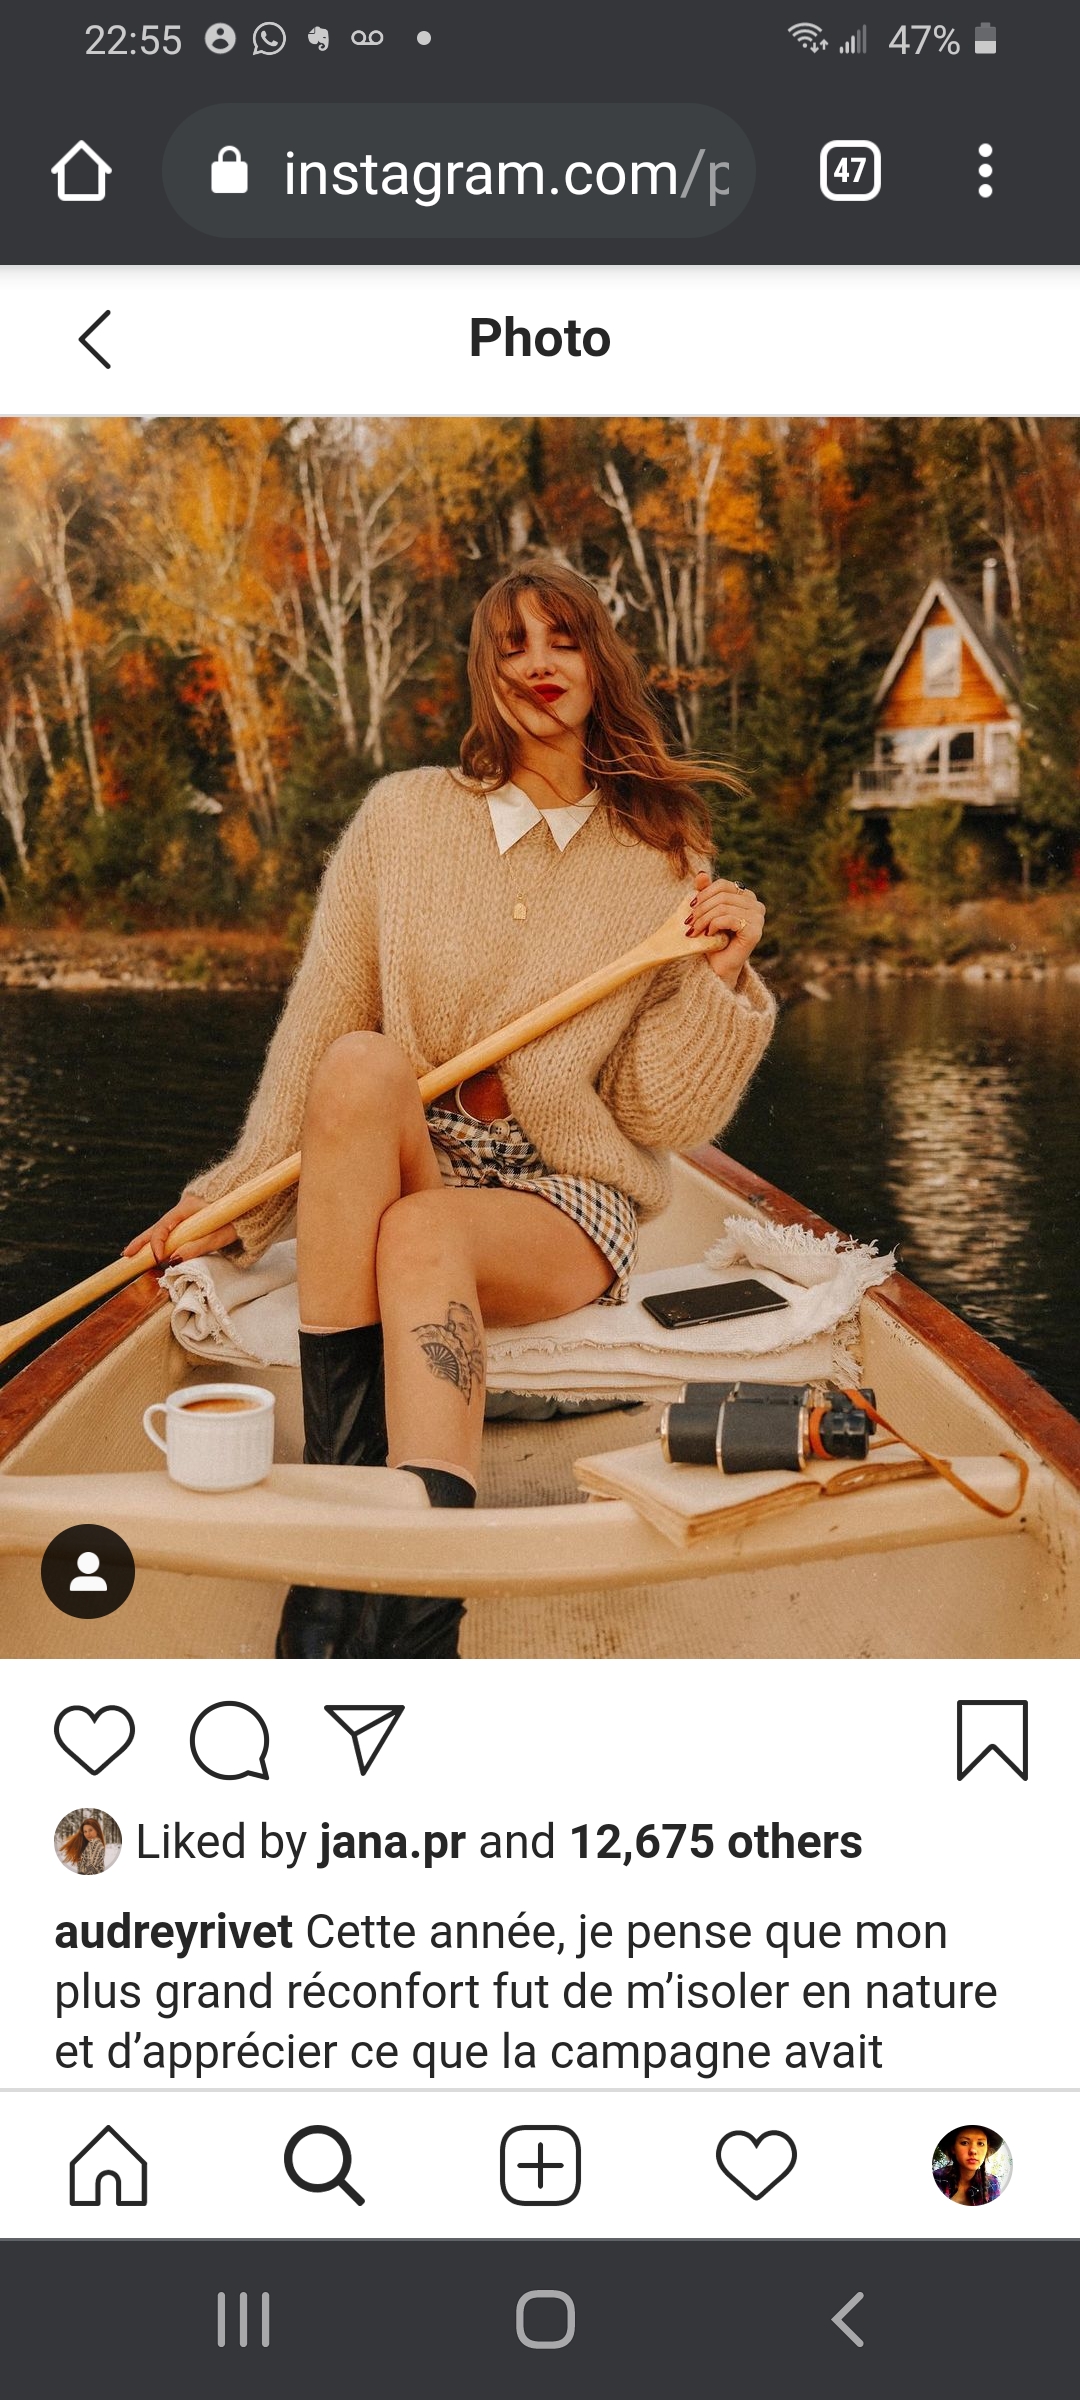 22:55
47%
instagram.com/p
47
Photo
Liked by jana.pr and 12,675 others
audreyrivet Cette année, je pense que mon
plus grand réconfort fut de m’isoler en nature
et d’apprécier ce que la campagne avait